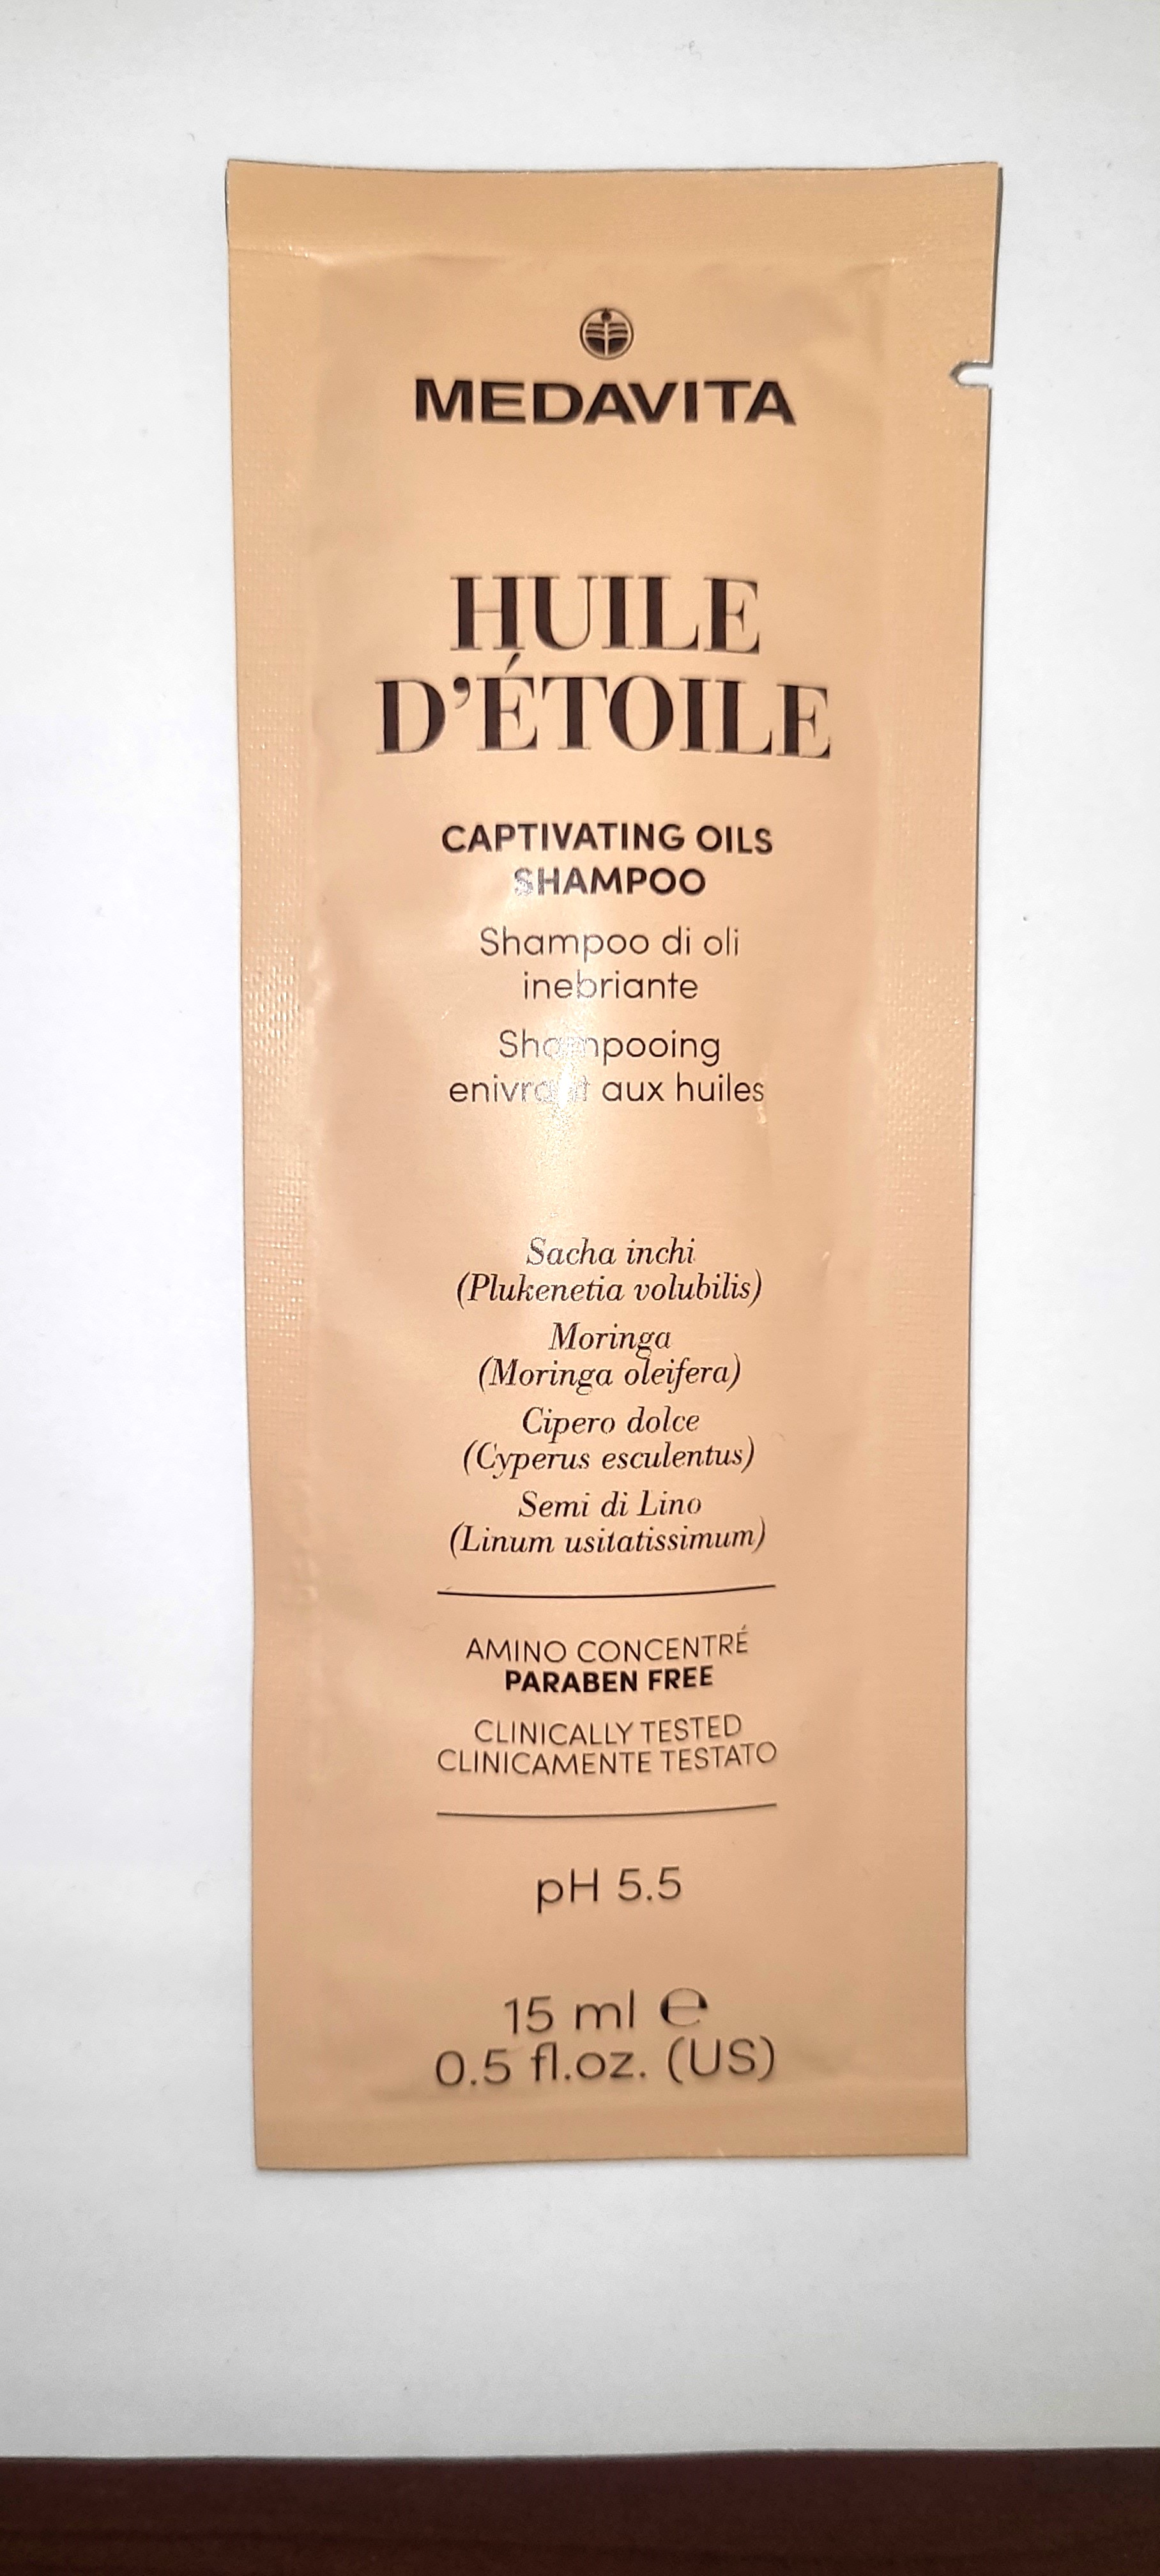 MEDAVITA
HUILE
D'ÉTOILE
CAPTIVATING OILS
SHAMPOO
Shampoo di oli
inebriante
Shampooing
enivrant aux huiles
Sacha inchi
(Plukenetia volubilis)
Moringa
(Moringa oleifera)
Cipero dolce
(Cyperus esculentus)
Semi di Lino
(Linum usitatissimum)
AMINO CONCENTRÉ
PARABEN FREE
CLINICALLY TESTED
CLINICAMENTE TESTATO
pH 5.5
15 ml ℮
0.5 fl.oz. (US)